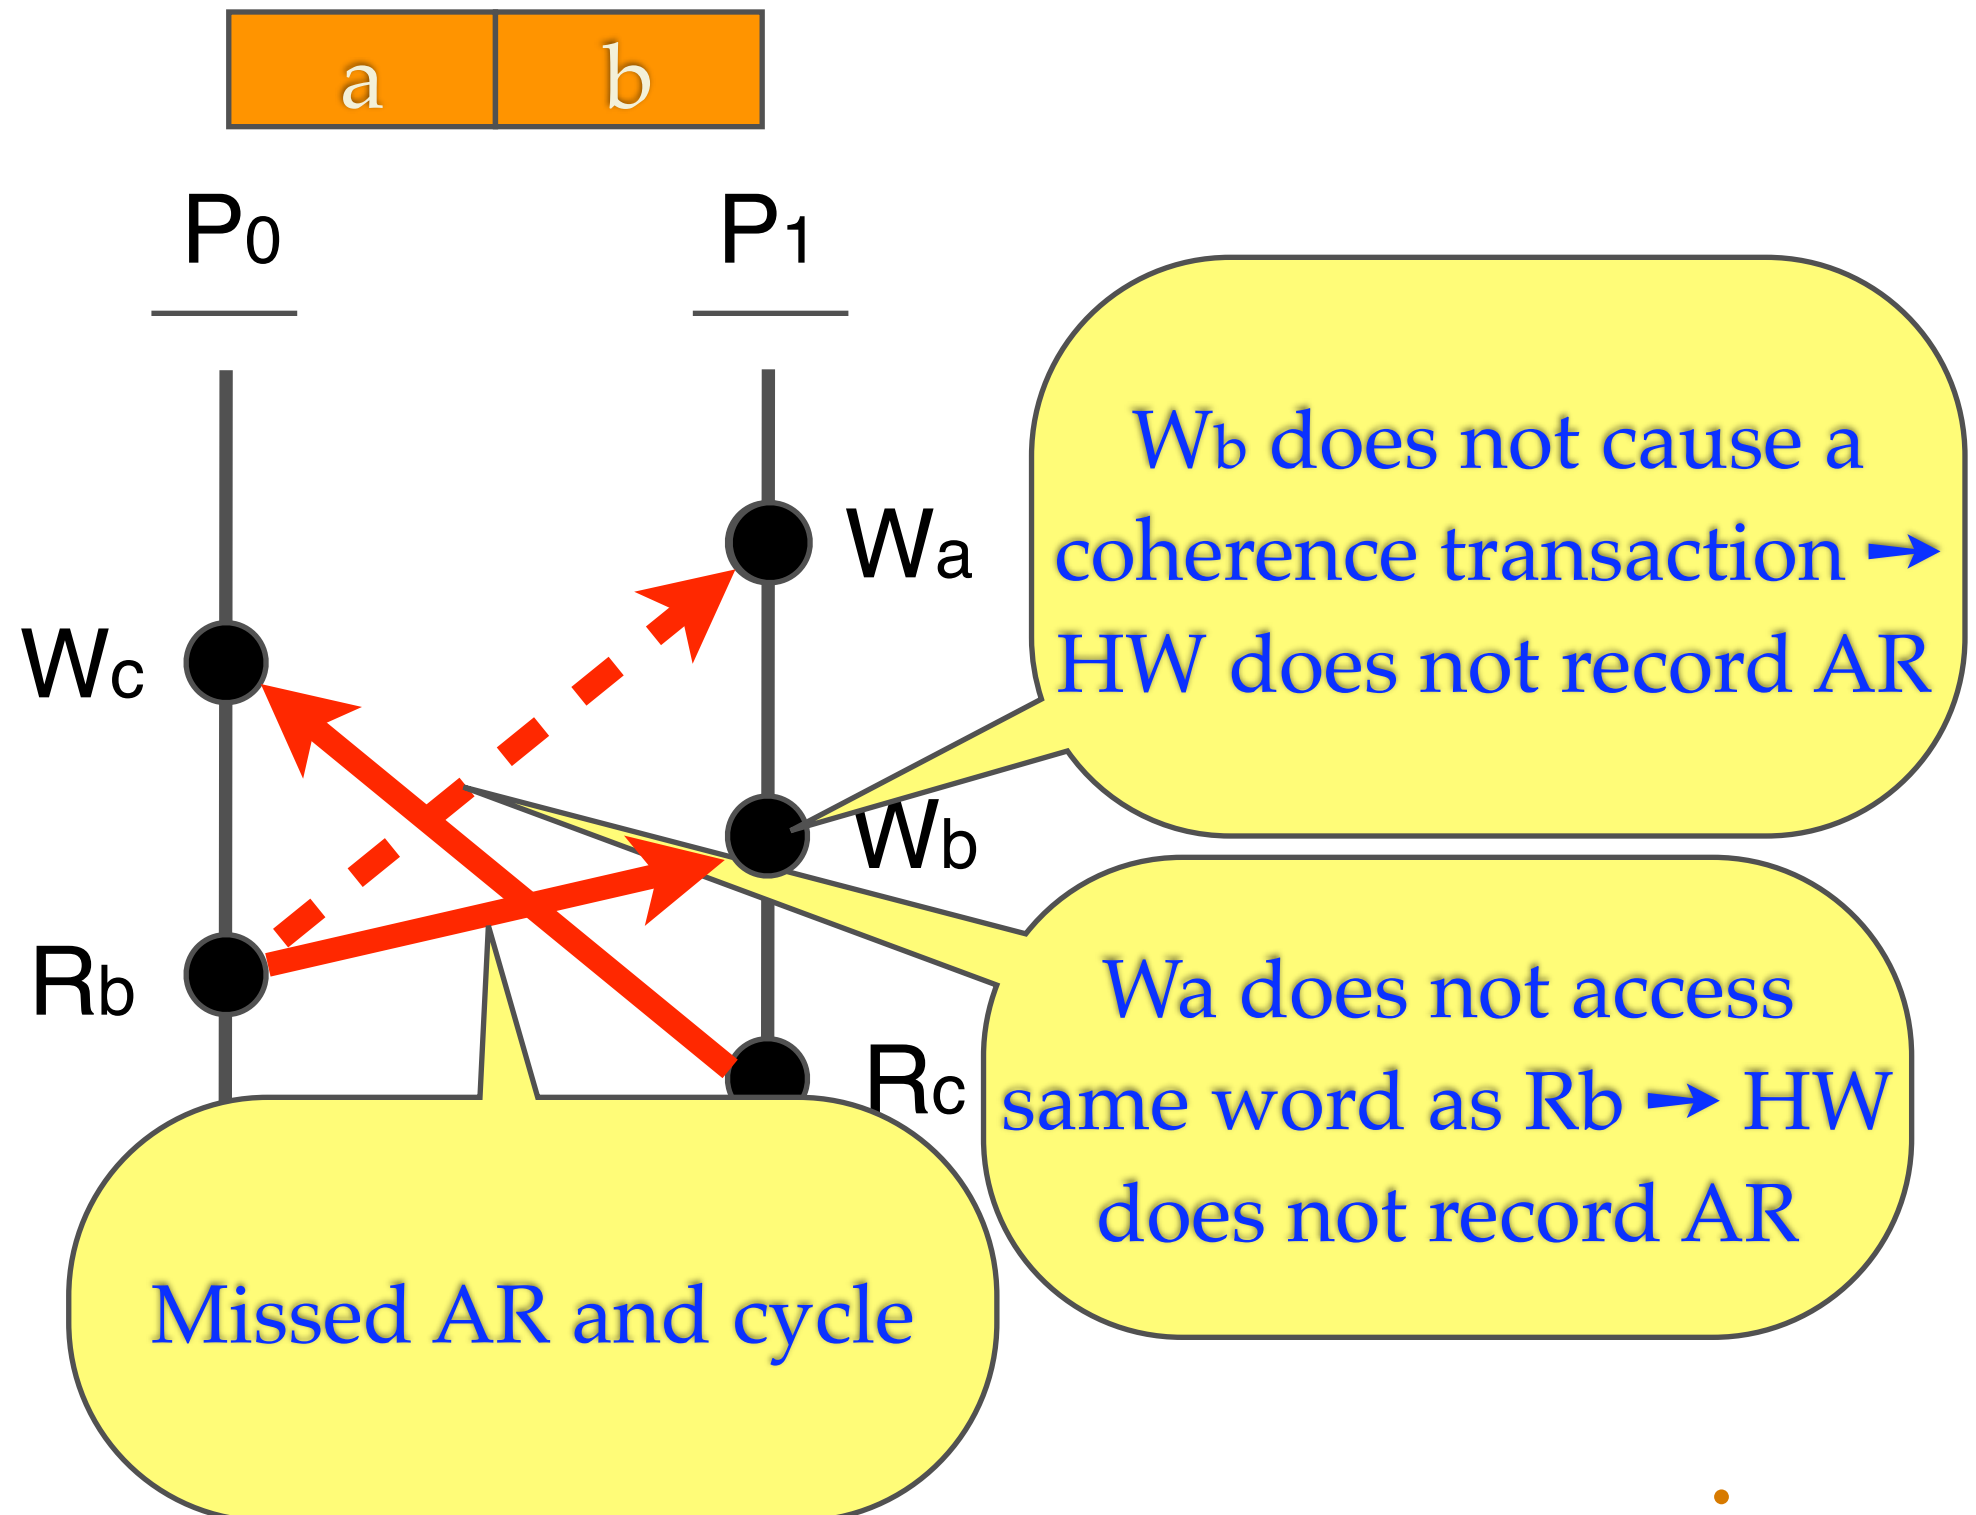 a b
P0 P1
Wa
Wc
Wb
Rb
Rc
Wb does not cause a
coherence transaction ➙
HW does not record AR
Wa does not access
same word as Rb ➙ HW
does not record AR
Missed AR and cycle